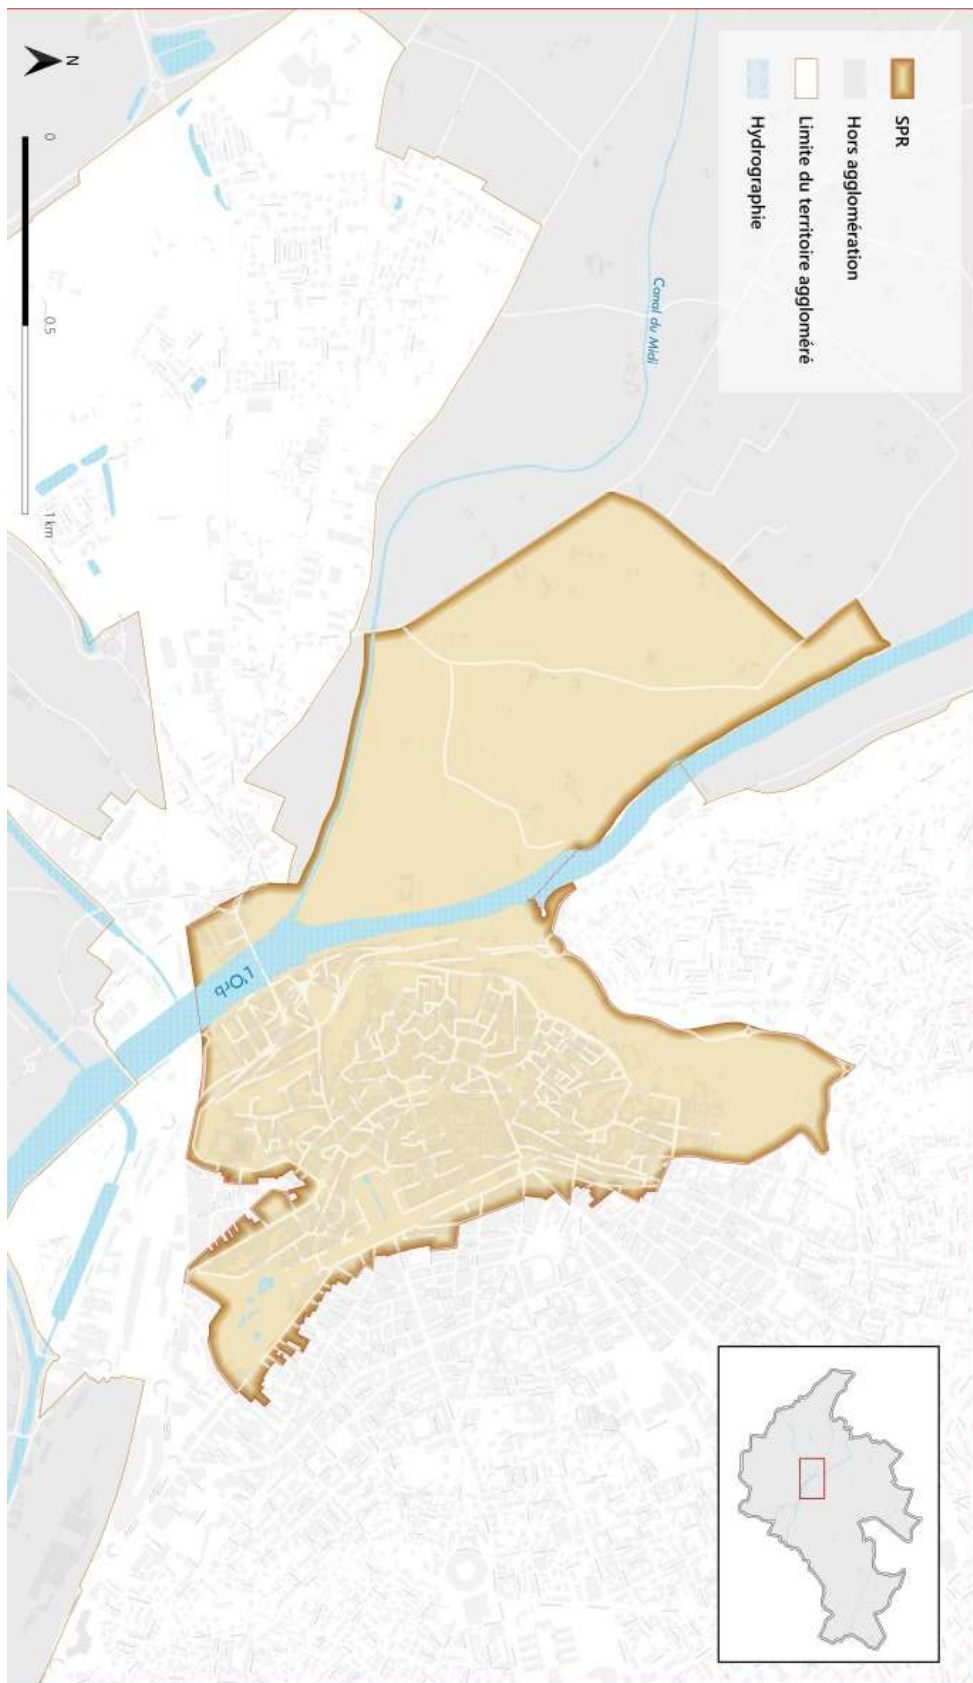 SPR
Hors agglomération
Limite du territoire aggloméré
Hydrographie
N
0
0.5
1 km
Canal du Midi
L'Orb